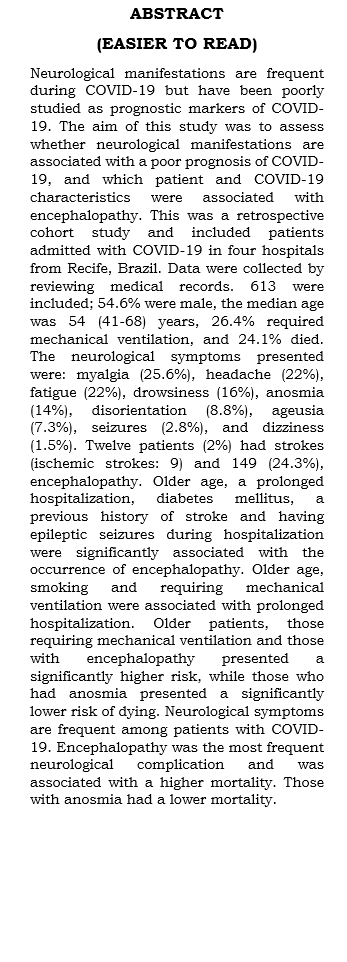 ABSTRACT
(EASIER TO READ)
Neurological manifestations are frequent
during COVID-19 but have been poorly
studied as prognostic markers of COVID-
19. The aim of this study was to assess
whether neurological manifestations are
associated with a poor prognosis of COVID-
19, and which patient and COVID-19
characteristics were associated with
encephalopathy. This was a retrospective
cohort study and included patients
admitted with COVID-19 in four hospitals
from Recife, Brazil. Data were collected by
reviewing medical records. 613 were
included; 54.6% were male, the median age
was 54 (41-68) years, 26.4% required
mechanical ventilation, and 24.1% died.
The neurological symptoms presented
were: myalgia (25.6%), headache (22%),
fatigue (22%), drowsiness (16%), anosmia
(14%), disorientation (8.8%), ageusia
(7.3%), seizures (2.8%), and dizziness
(1.5%). Twelve patients (2%) had strokes
(ischemic strokes: 9) and 149 (24.3%),
encephalopathy. Older age, a prolonged
hospitalization, diabetes mellitus, a
previous history of stroke and having
epileptic seizures during hospitalization
were significantly associated with the
occurrence of encephalopathy. Older age,
smoking and requiring mechanical
ventilation were associated with prolonged
hospitalization. Older patients, those
requiring mechanical ventilation and those
with encephalopathy presented a
significantly higher risk, while those who
had anosmia presented a significantly
lower risk of dying. Neurological symptoms
are frequent among patients with COVID-
19. Encephalopathy was the most frequent
neurological complication and was
associated with a higher mortality. Those
with anosmia had a lower mortality.